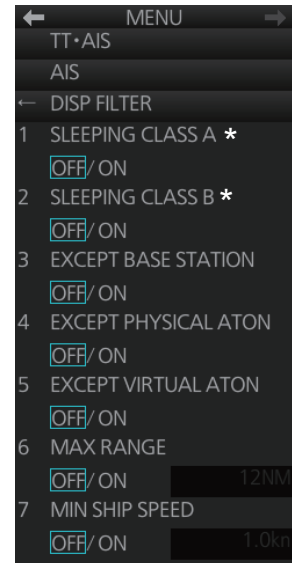 ← MENU →
TT•AIS
AIS
← DISP FILTER
1 SLEEPING CLASS A *
OFF/ ON
2 SLEEPING CLASS B *
OFF/ ON
3 EXCEPT BASE STATION
OFF/ ON
4 EXCEPT PHYSICAL ATON
OFF/ ON
5 EXCEPT VIRTUAL ATON
OFF/ ON
6 MAX RANGE
OFF/ ON 12NM
7 MIN SHIP SPEED
OFF/ ON 1.0kn